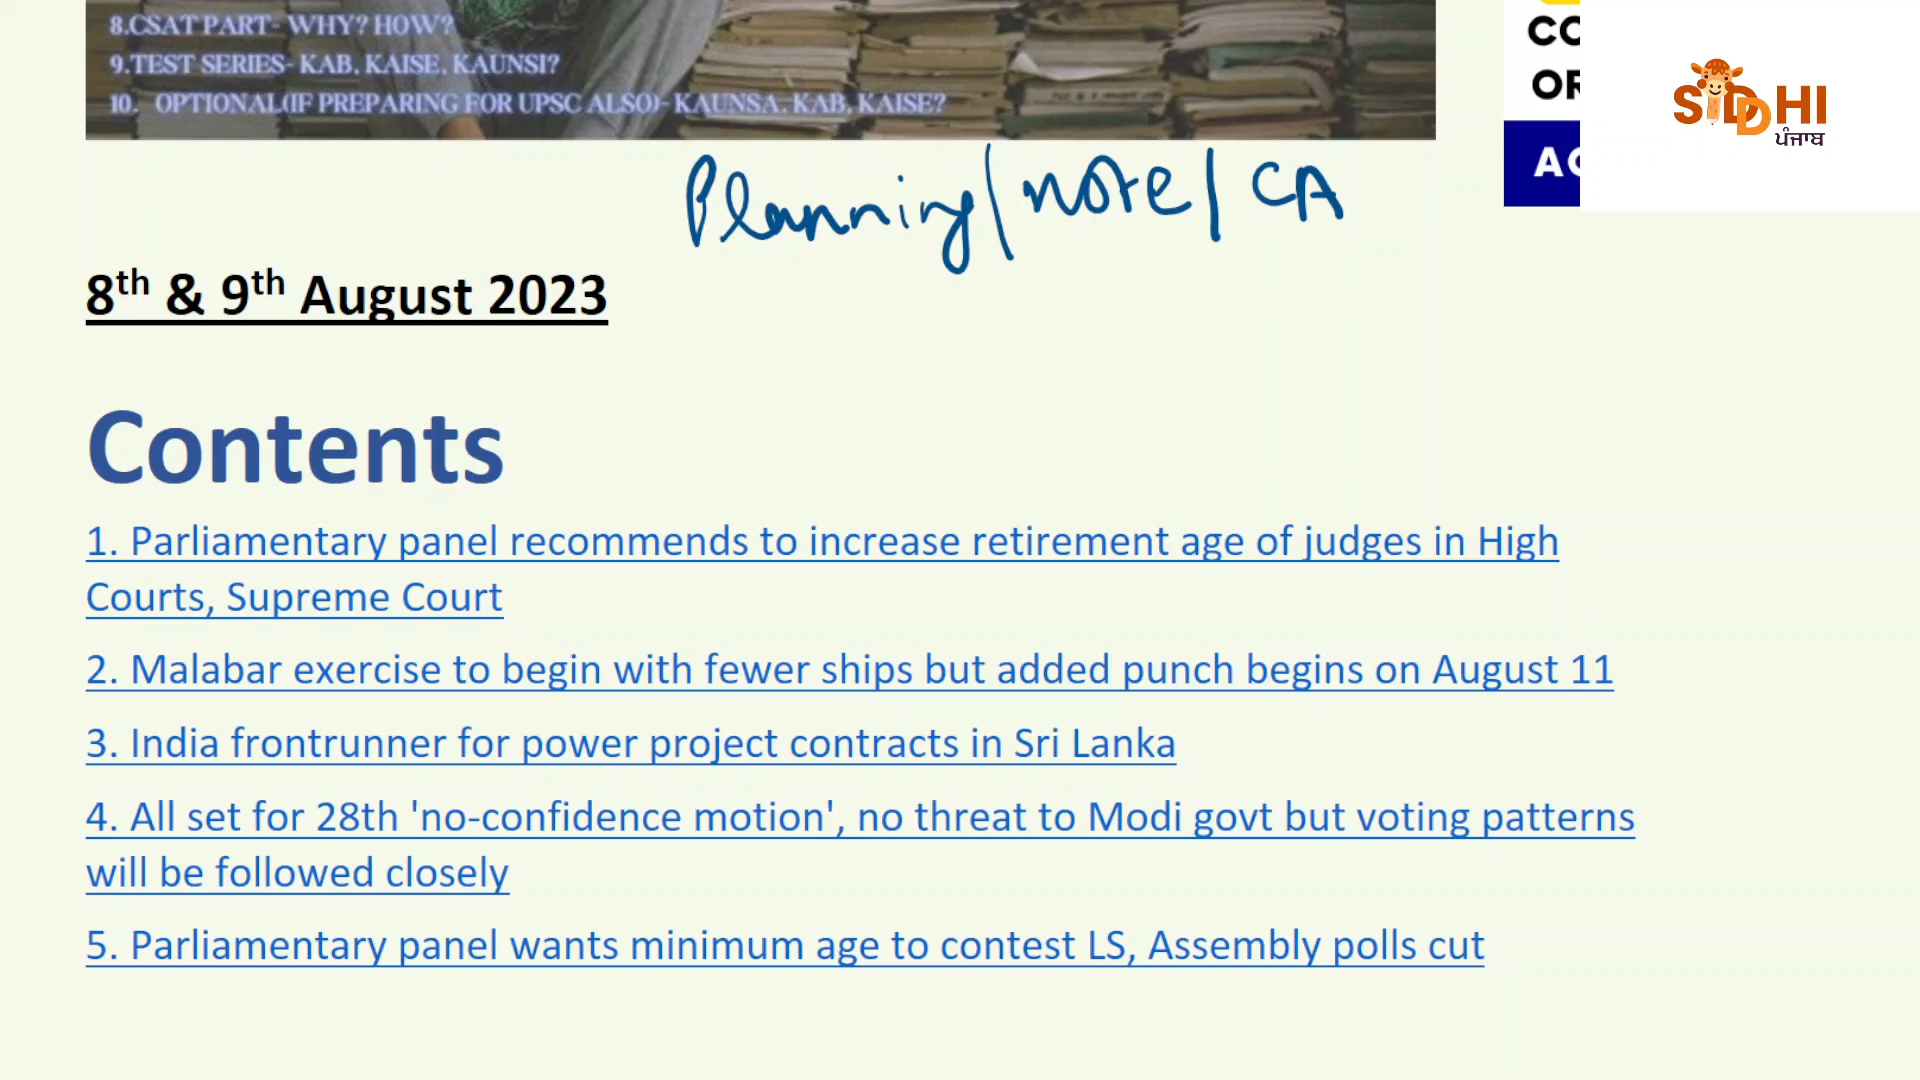 8.CSAT PART- WHY? HOW?
9.TEST SERIES- KAB, KAISE, KAUNSI?
10. OPTIONAL(IF PREPARING FOR UPSC ALSO)- KAUNSA, KAB, KAISE?
CO
OR
SIDDHI
ਪੰਜਾਬ
AC
Planning/note/CA
8th & 9th August 2023
Contents
1. Parliamentary panel recommends to increase retirement age of judges in High
Courts, Supreme Court
2. Malabar exercise to begin with fewer ships but added punch begins on August 11
3. India frontrunner for power project contracts in Sri Lanka
4. All set for 28th 'no-confidence motion', no threat to Modi govt but voting patterns
will be followed closely
5. Parliamentary panel wants minimum age to contest LS, Assembly polls cut